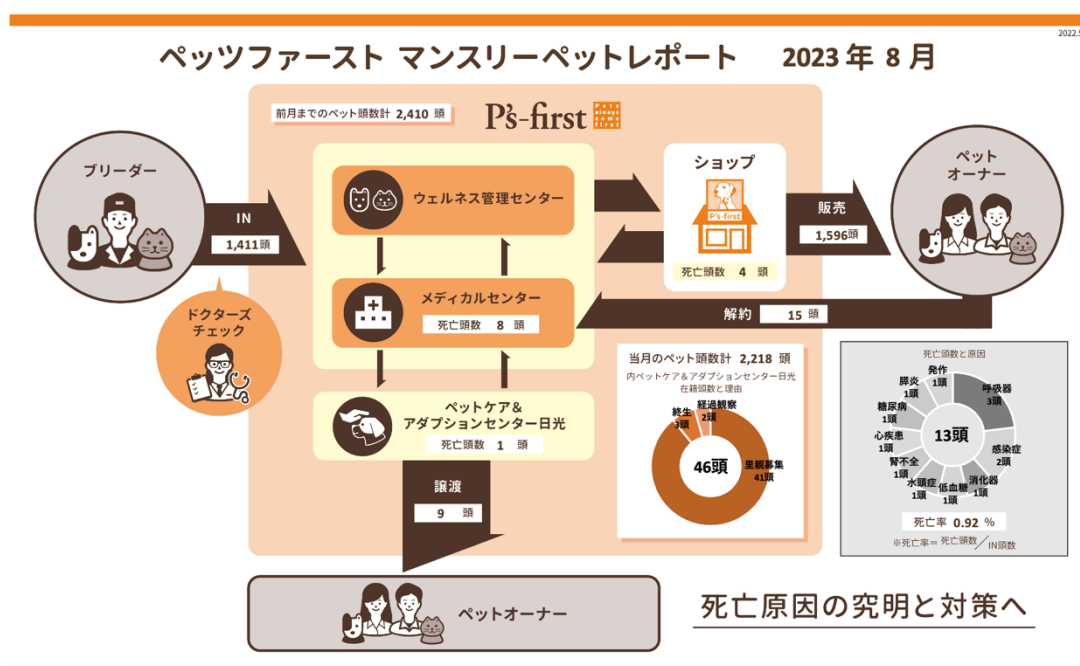 2022.9
ペッツファースト マンスリーペットレポート 2023年 8月
前月までのペット頭数計 2,410 頭
P's-first
Pets always come first
ブリーダー
IN
1,411頭
ドクターズ
チェック
ウェルネス管理センター
メディカルセンター
死亡頭数 8 頭
ペットケア&
アダプションセンター日光
死亡頭数 1 頭
ショップ
P's-first
死亡頭数 4 頭
販売
1,596頭
ペット
オーナー
解約 15 頭
当月のペット頭数計 2,218 頭
内ペットケア&アダプションセンター日光
在籍頭数と理由
経過観察
2頭
終生
3頭
46頭
里親募集
41頭
死亡頭数と原因
発作
1頭
膵炎
1頭
呼吸器
3頭
糖尿病
1頭
心疾患
1頭
13頭
感染症
2頭
腎不全
1頭
水頭症
1頭
低血糖
1頭
消化器
1頭
死亡率 0.92 %
※死亡率=死亡頭数/IN頭数
譲渡
9 頭
ペットオーナー
死亡原因の究明と対策へ